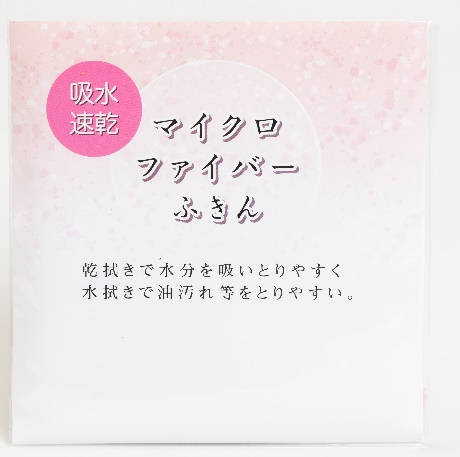 吸水
速乾
マイクロ
ファイバー
ふきん
乾拭きで水分を吸いとりやすく
水拭きで油汚れ等をとりやすい。